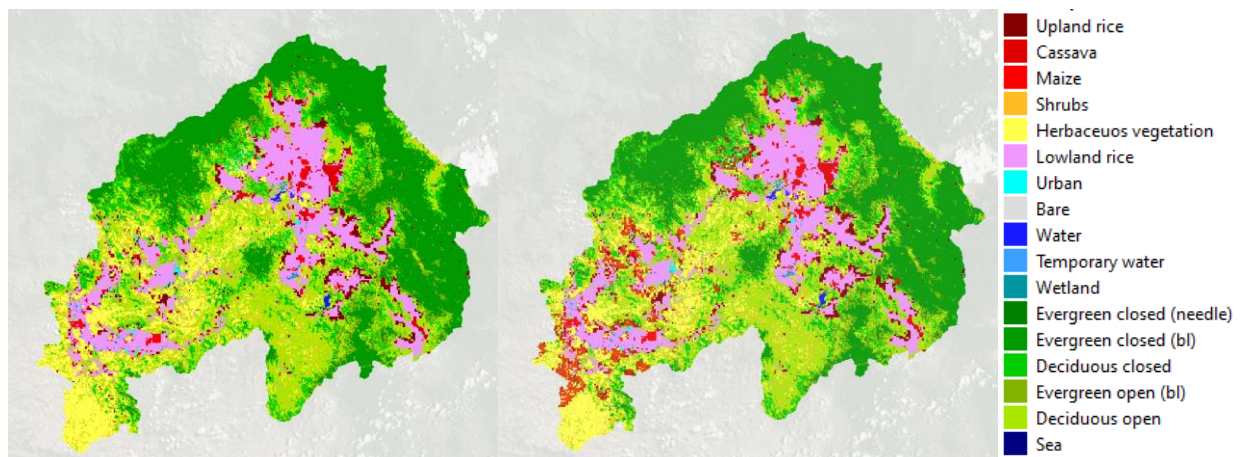 Upland rice
Cassava
Maize
Shrubs
Herbaceuos vegetation
Lowland rice
Urban
Bare
Water
Temporary water
Wetland
Evergreen closed (needle)
Evergreen closed (bl)
Deciduous closed
Evergreen open (bl)
Deciduous open
Sea